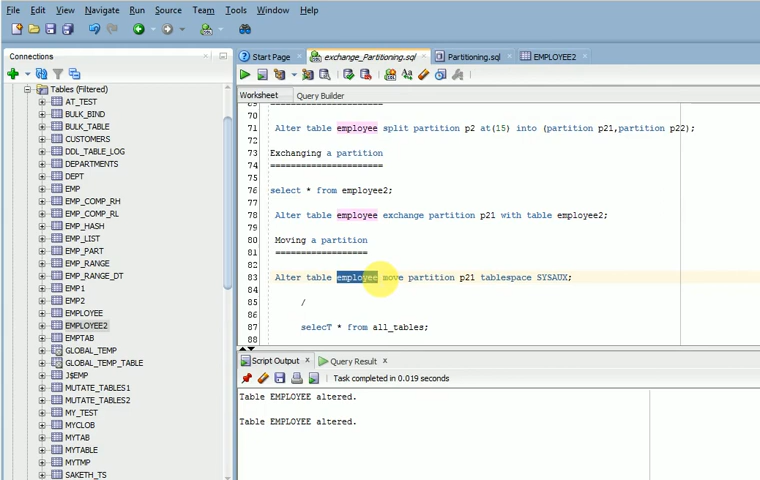 File Edit View Navigate Run Source Team Tools Window Help
Connections
Start Page
exchange_Partitioning.sql
Partitioning.sql
EMPLOYEE2
Worksheet Query Builder
Tables (Filtered)
AT_TEST
BULK_BIND
BULK_TABLE
CUSTOMERS
DDL_TABLE_LOG
DEPARTMENTS
DEPT
EMP
EMP_COMP_RH
EMP_COMP_RL
EMP_HASH
EMP_LIST
EMP_PART
EMP_RANGE
EMP_RANGE_DT
EMP1
EMP2
EMPLOYEE
EMPLOYEE2
EMPTAB
GLOBAL_TEMP
GLOBAL_TEMP_TABLE
J$EMP
MUTATE_TABLES1
MUTATE_TABLES2
MY_TEST
MYCLOB
MYTAB
MYTABLE
MYTMP
SAKETH_TS
69 =====================
70
71 Alter table employee split partition p2 at(15) into (partition p21,partition p22);
72
73 Exchanging a partition
74 =====================
75
76 select * from employee2;
77
78 Alter table employee exchange partition p21 with table employee2;
79
80 Moving a partition
81 =================
82
83 Alter table employee move partition p21 tablespace SYSAUX;
84
85 /
86
87 selecT * from all_tables;
88
Script Output
Query Result
Task completed in 0.019 seconds
Table EMPLOYEE altered.
Table EMPLOYEE altered.